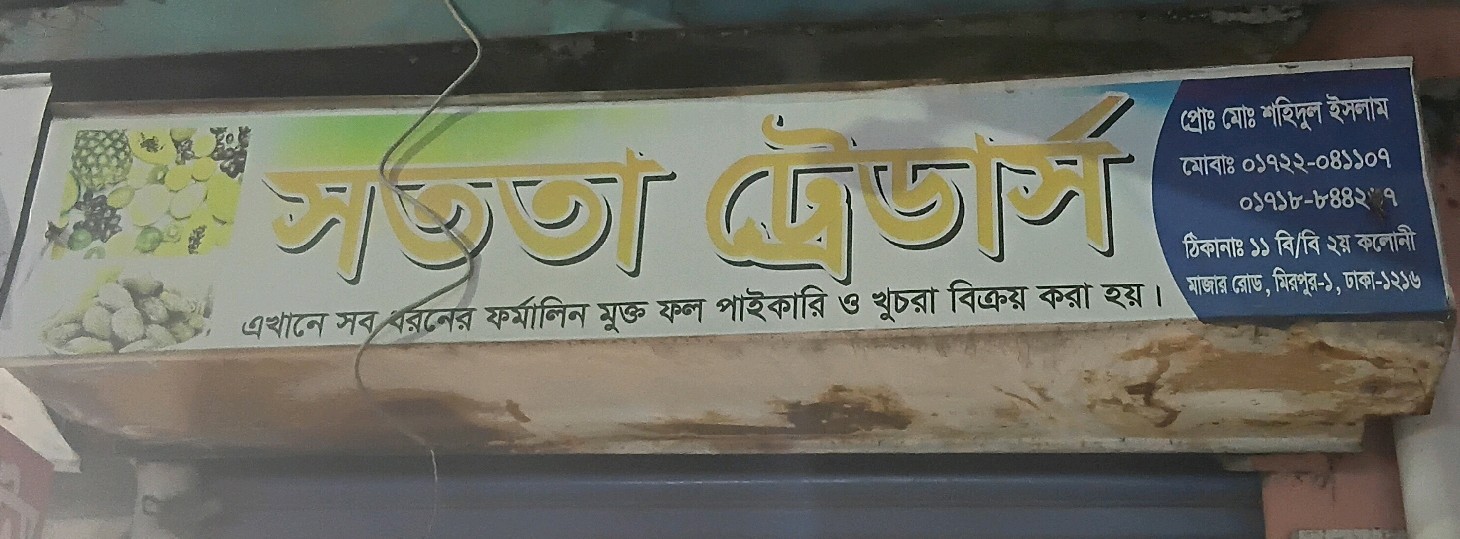 সততা ট্রেডার্স
এখানে সব ধরনের ফর্মালিন মুক্ত ফল পাইকারি ও খুচরা বিক্রয় করা হয়।
প্রোঃ মোঃ শহিদুল ইসলাম
মোবাঃ ০১৭২২-০৪১১০৭
ঠিকানাঃ ১১ বি/বি ২য় কলোনী
মাজার রোড, মিরপুর-১, ঢাকা-১২১৬